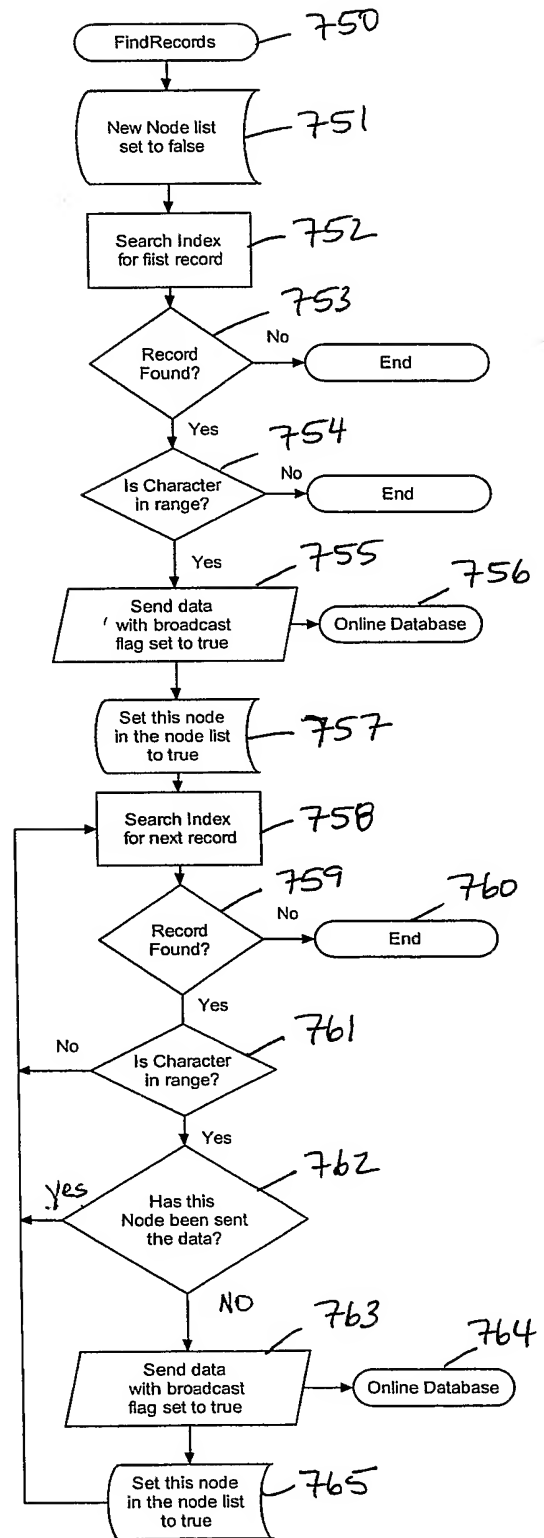 FindRecords
750
New Node list
set to false
751
Search Index
for fiist record
752
753
Record
Found?
No
End
Yes
754
Is Character
in range?
No
End
Yes
755
Send data
with broadcast
flag set to true
756
Online Database
Set this node
in the node list
to true
757
Search Index
for next record
758
759
Record
Found?
No
760
End
Yes
761
No
Is Character
in range?
Yes
762
yes
Has this
Node been sent
the data?
NO
763
Send data
with broadcast
flag set to true
764
Online Database
Set this node
in the node list
to true
765